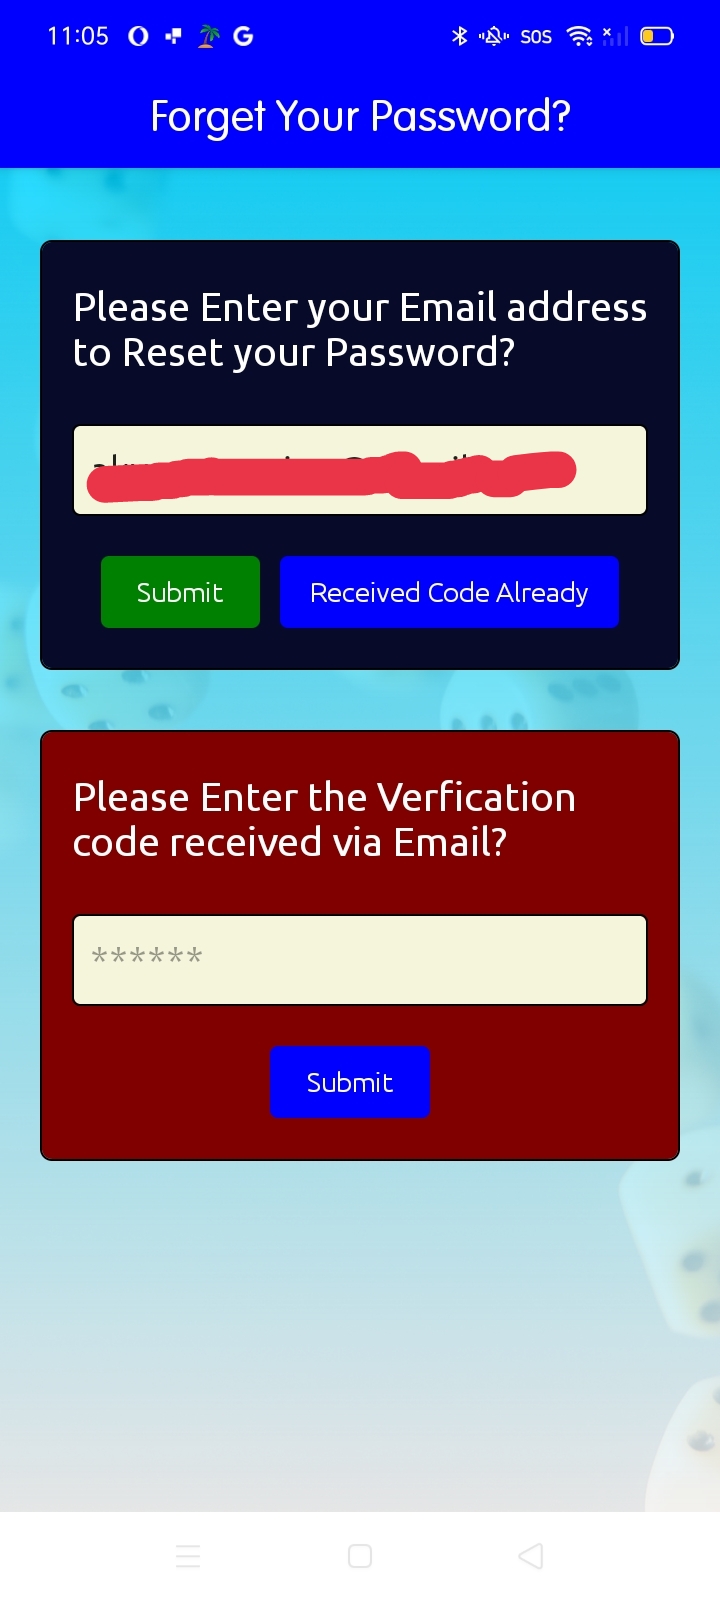 11:05 SOS
Forget Your Password?
Please Enter your Email address
to Reset your Password?
Submit Received Code Already
Please Enter the Verfication
code received via Email?
******
Submit